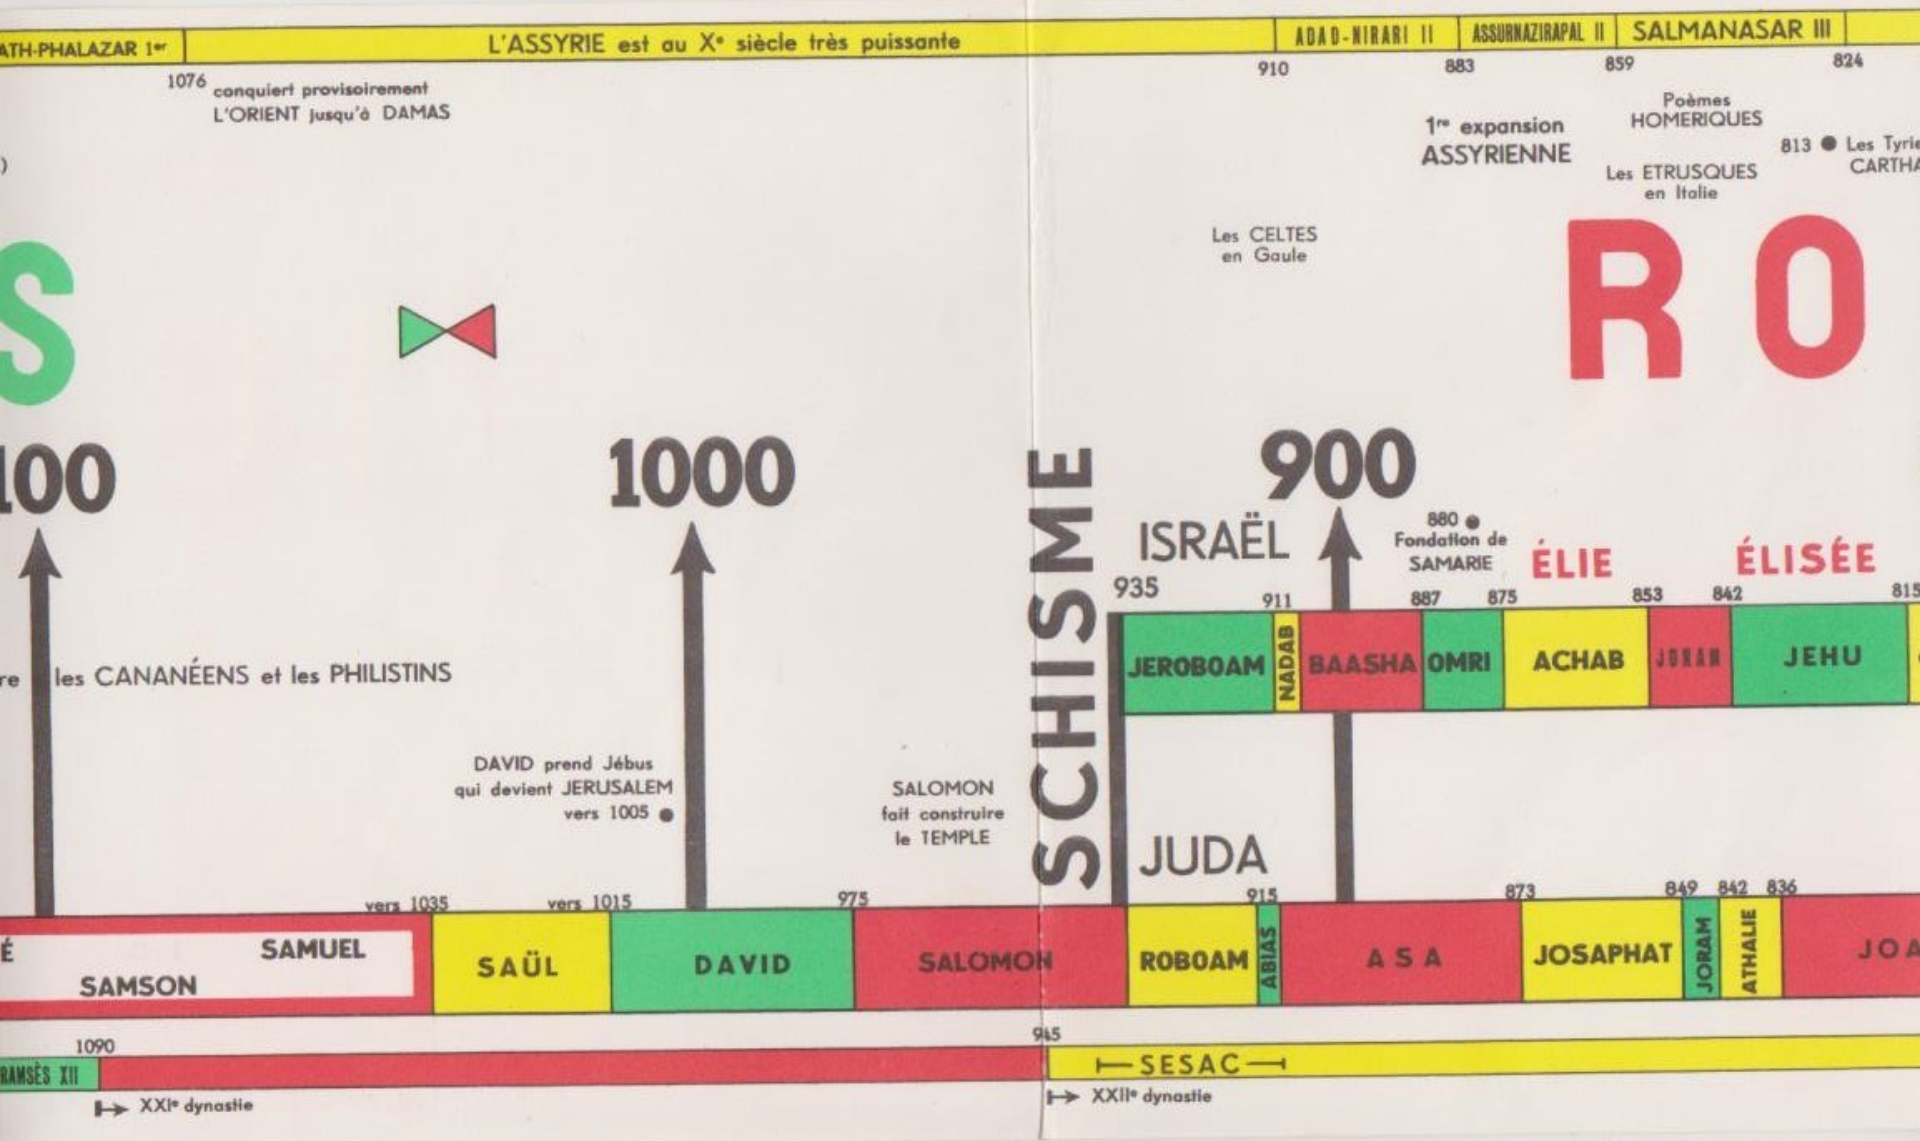 ATH-PHALAZAR 1er
L'ASSYRIE est au Xe siècle très puissante
ADAD-NIRARI II
ASSURNAZIRAPAL II
SALMANASAR III
1076 conquiert provisoirement
L'ORIENT jusqu'à DAMAS
910
883
859
824
1re expansion
ASSYRIENNE
Poèmes
HOMERIQUES
Les ETRUSQUES
en Italie
813 ● Les Tyrie
CARTHA
)
Les CELTES
en Gaule
S
R O
100
1000
900
SCHISME
ISRAËL
880 ●
Fondation de
SAMARIE
ÉLIE
ÉLISÉE
935
911
887
875
853
842
815
JEROBOAM
NADAB
BAASHA
OMRI
ACHAB
JORAM
JEHU
re les CANANÉENS et les PHILISTINS
DAVID prend Jébus
qui devient JERUSALEM
vers 1005 ●
SALOMON
fait construire
le TEMPLE
JUDA
vers 1035
vers 1015
975
915
873
849
842
836
É
SAMSON
SAMUEL
SAÜL
DAVID
SALOMON
ROBOAM
ABIAS
ASA
JOSAPHAT
JORAM
ATHALIE
JOA
1090
945
RAMSÈS XII
SESAC
XXIe dynastie
XXIIe dynastie